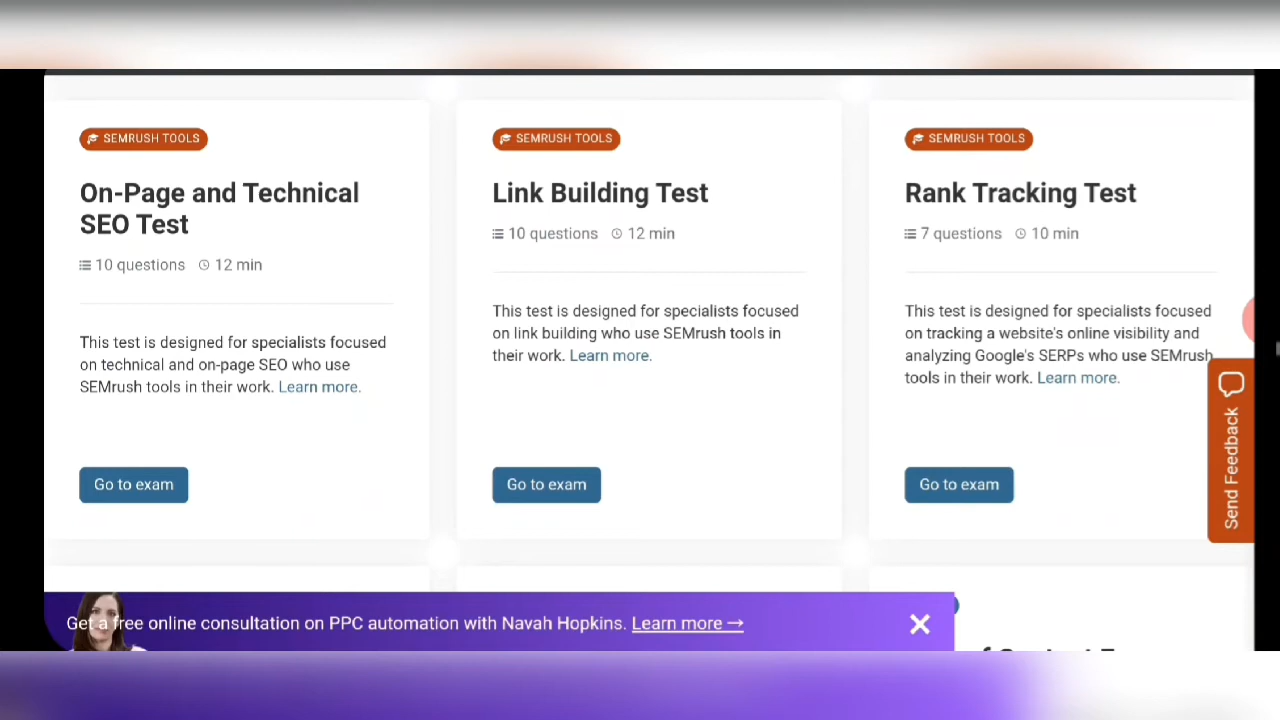 SEMRUSH TOOLS
On-Page and Technical
SEO Test
10 questions 12 min
This test is designed for specialists focused
on technical and on-page SEO who use
SEMrush tools in their work. Learn more.
Go to exam
SEMRUSH TOOLS
Link Building Test
10 questions 12 min
This test is designed for specialists focused
on link building who use SEMrush tools in
their work. Learn more.
Go to exam
SEMRUSH TOOLS
Rank Tracking Test
7 questions 10 min
This test is designed for specialists focused
on tracking a website's online visibility and
analyzing Google's SERPs who use SEMrush
tools in their work. Learn more.
Go to exam
Send Feedback
Get a free online consultation on PPC automation with Navah Hopkins. Learn more →